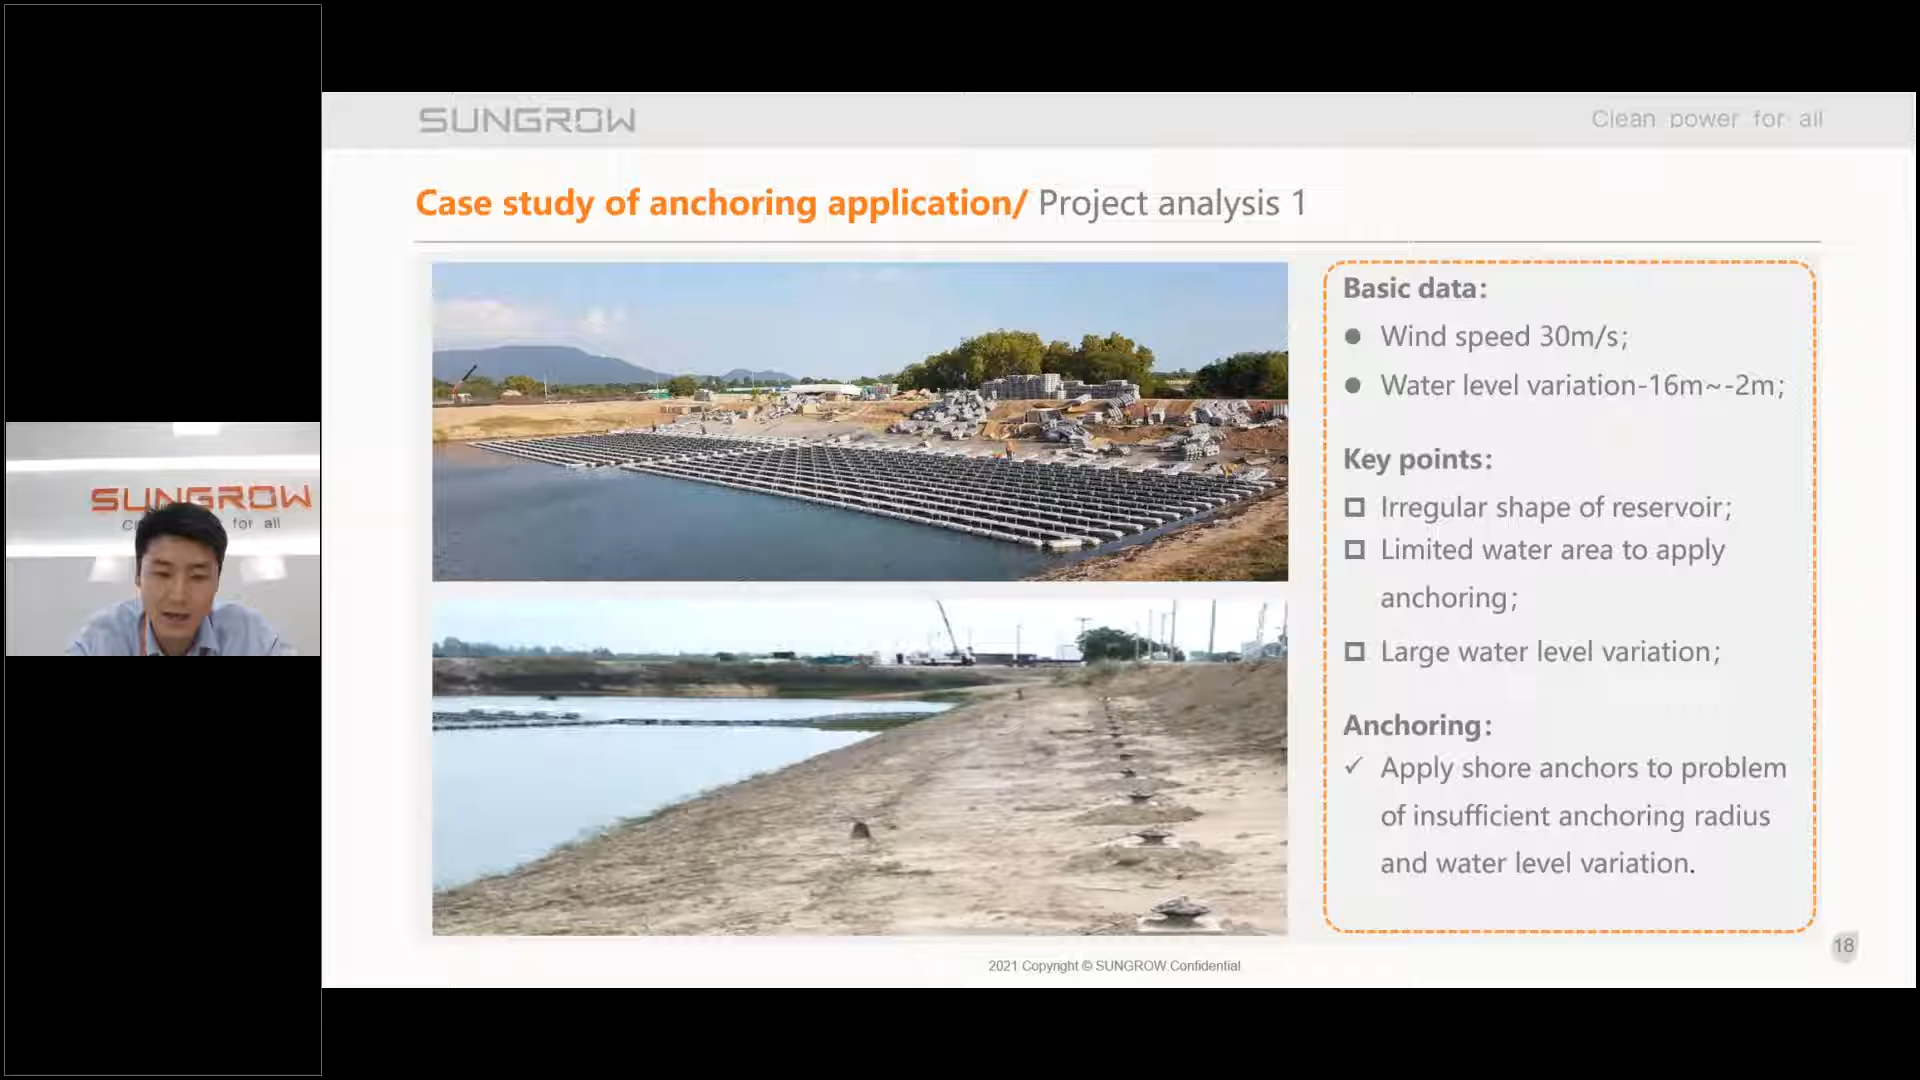 SUNGROW
Clean power for all
Case study of anchoring application/ Project analysis 1
Basic data:
● Wind speed 30m/s;
● Water level variation-16m~-2m;
Key points:
Irregular shape of reservoir;
Limited water area to apply
anchoring;
Large water level variation;
Anchoring:
✓ Apply shore anchors to problem
of insufficient anchoring radius
and water level variation.
2021 Copyright © SUNGROW Confidential
18
SUNGROW
for all